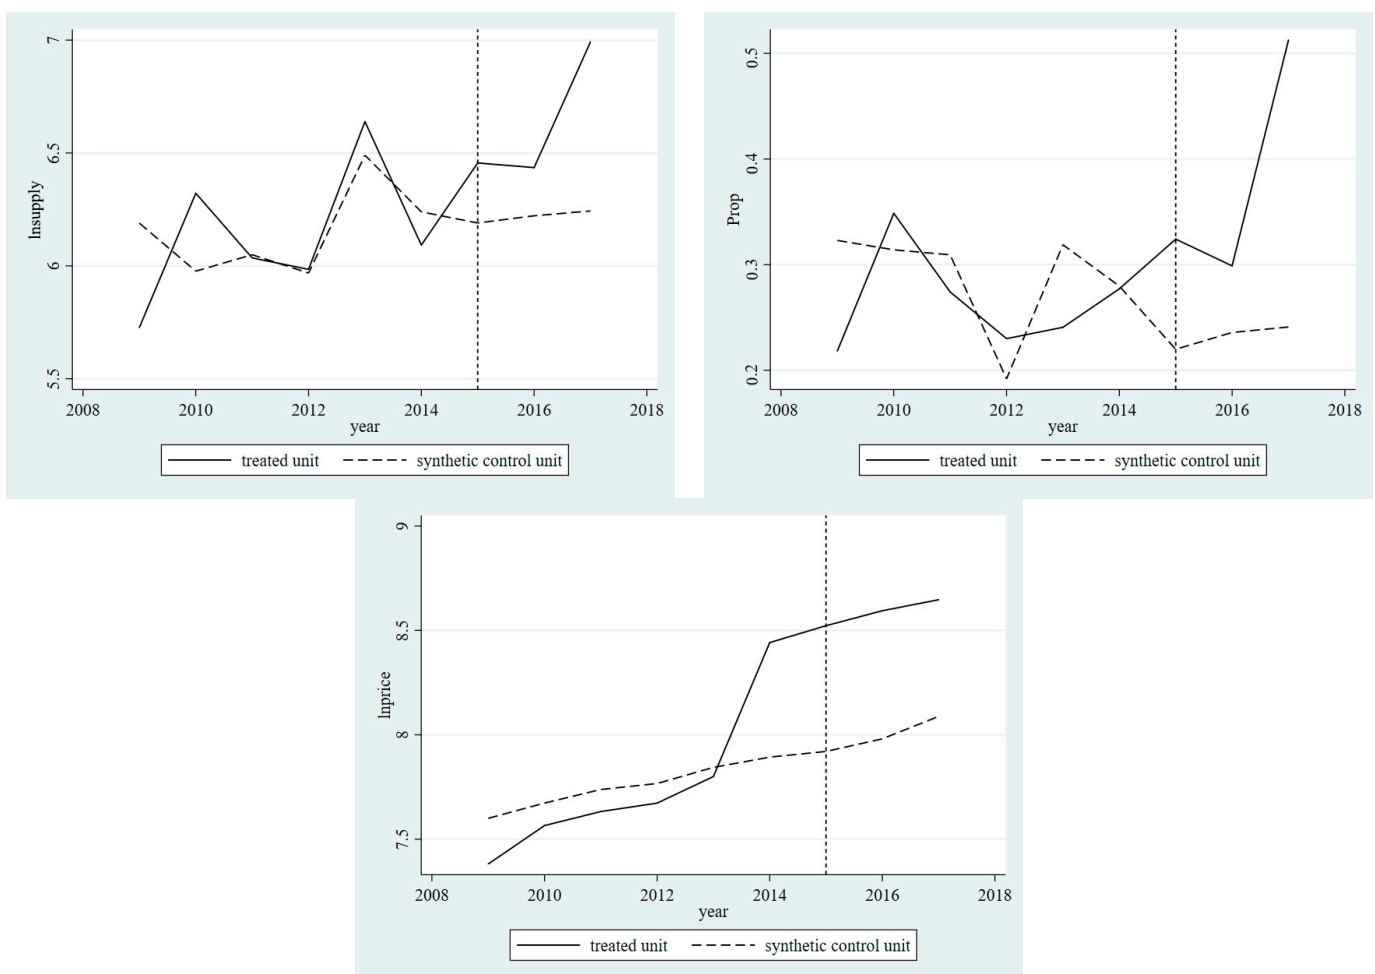 lnsupply
7
6.5
6
5.5
2008 2010 2012 2014 2016 2018
year
treated unit synthetic control unit
Prop
0.5
0.4
0.3
0.2
2008 2010 2012 2014 2016 2018
year
treated unit synthetic control unit
lnprice
9
8.5
8
7.5
2008 2010 2012 2014 2016 2018
year
treated unit synthetic control unit